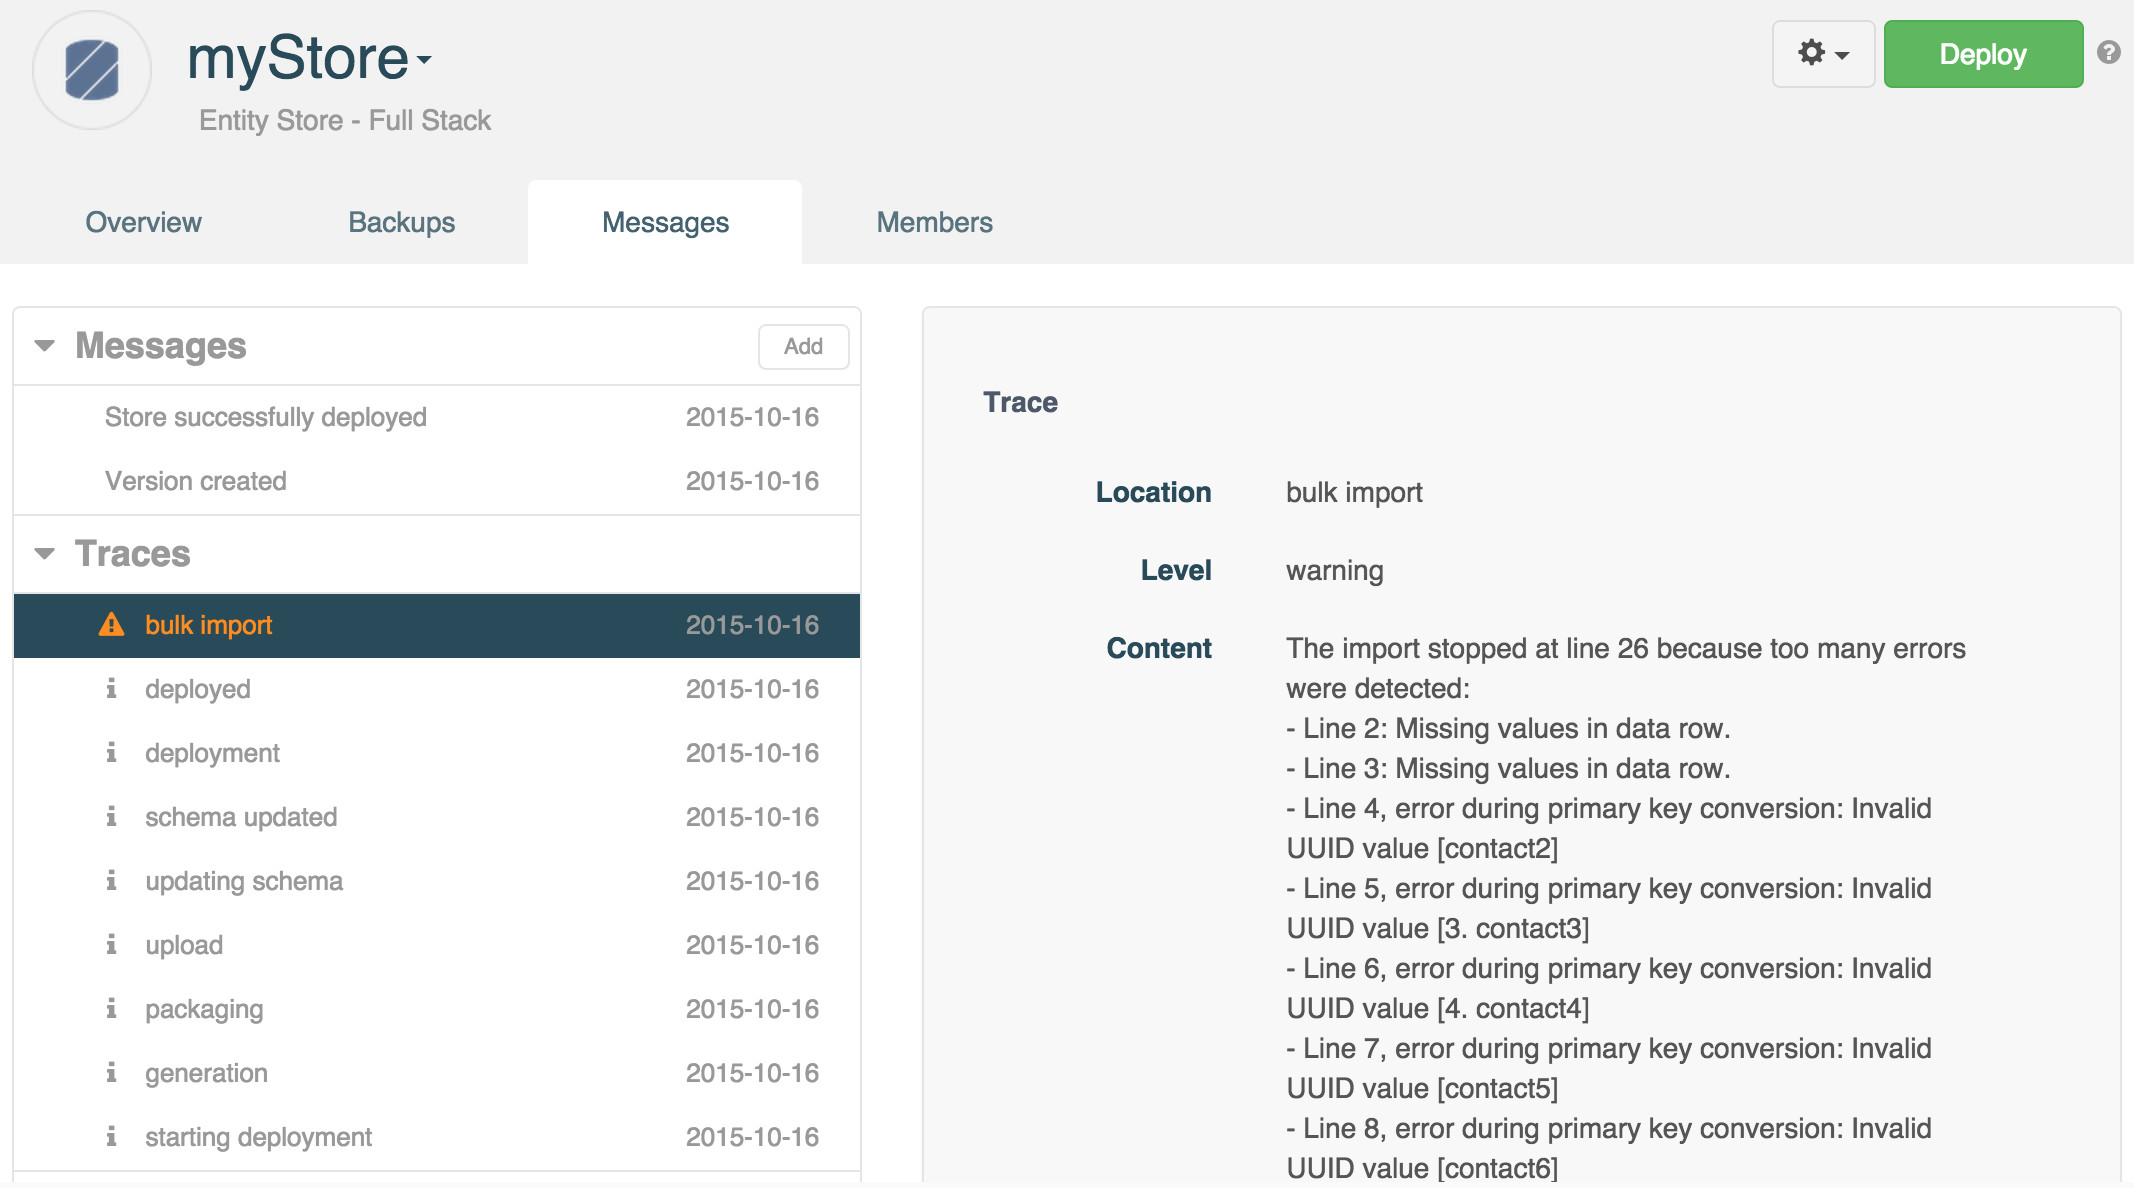 myStore
Deploy
Entity Store - Full Stack
Overview
Backups
Messages
Members
Messages
Add
Store successfully deployed 2015-10-16
Version created 2015-10-16
Traces
bulk import 2015-10-16
deployed 2015-10-16
deployment 2015-10-16
schema updated 2015-10-16
updating schema 2015-10-16
upload 2015-10-16
packaging 2015-10-16
generation 2015-10-16
starting deployment 2015-10-16
Trace
Location bulk import
Level warning
Content The import stopped at line 26 because too many errors
were detected:
- Line 2: Missing values in data row.
- Line 3: Missing values in data row.
- Line 4, error during primary key conversion: Invalid
UUID value [contact2]
- Line 5, error during primary key conversion: Invalid
UUID value [3. contact3]
- Line 6, error during primary key conversion: Invalid
UUID value [4. contact4]
- Line 7, error during primary key conversion: Invalid
UUID value [contact5]
- Line 8, error during primary key conversion: Invalid
UUID value [contact6]